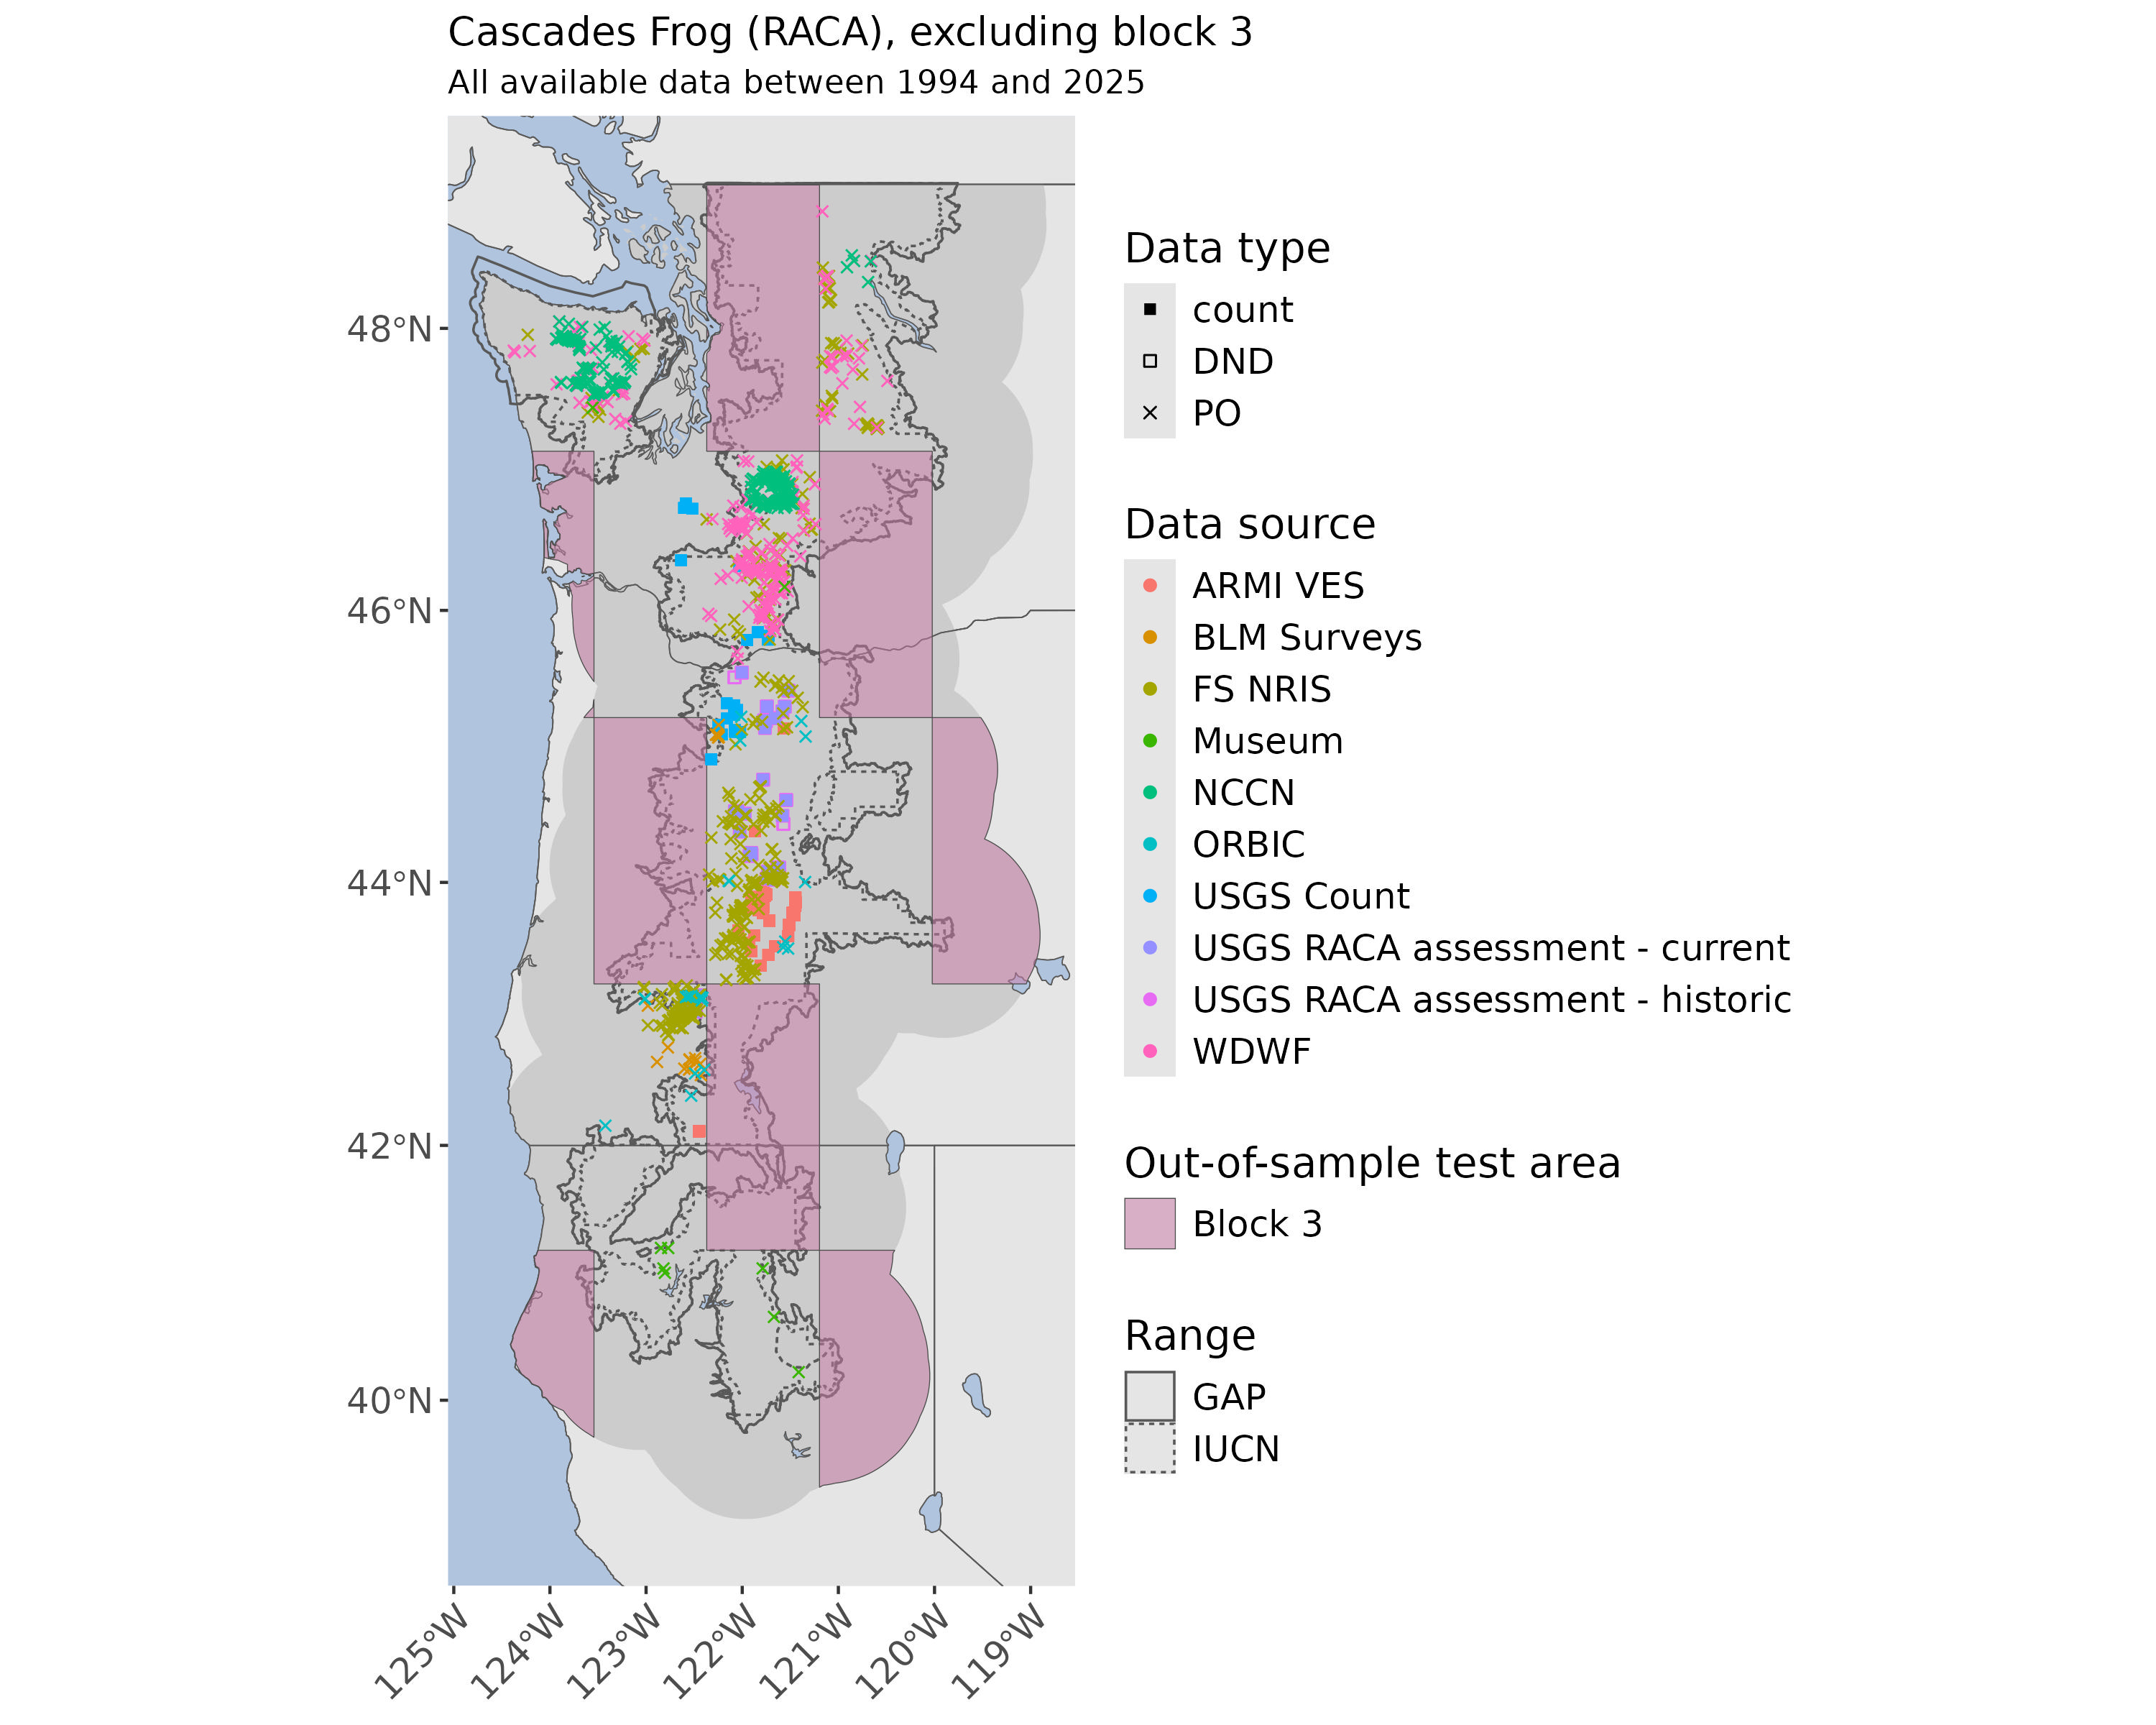 Cascades Frog (RACA), excluding block 3
All available data between 1994 and 2025
48°N
46°N
44°N
42°N
40°N
125°W
124°W
123°W
122°W
121°W
120°W
119°W
Data type
count
DND
PO
Data source
ARMI VES
BLM Surveys
FS NRIS
Museum
NCCN
ORBIC
USGS Count
USGS RACA assessment - current
USGS RACA assessment - historic
WDWF
Out-of-sample test area
Block 3
Range
GAP
IUCN